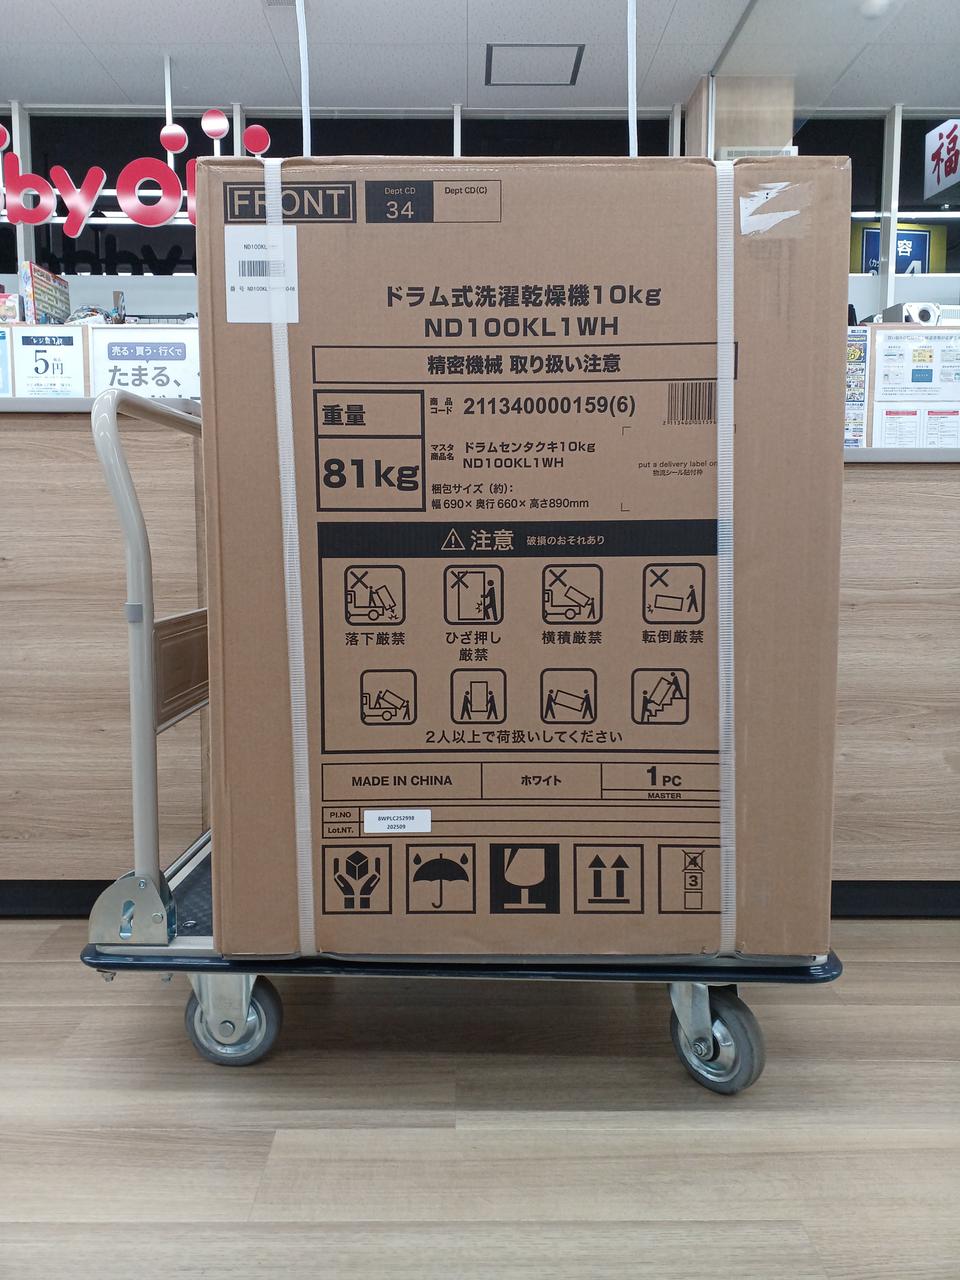 福
容
FRONT
Dept CD
34
Dept CD(C)
ND100KL
ドラム式洗濯乾燥機10kg
ND100KL1WH
精密機械 取り扱い注意
重量
81kg
商品コード 211340000159(6)
マスタ商品名 ドラムセンタクキ10kg
ND100KL1WH
put a delivery label on
物流シール貼付枠
梱包サイズ（約）：
幅690×奥行660×高さ890mm
注意 破損のおそれあり
落下厳禁
ひざ押し
厳禁
横積厳禁
転倒厳禁
2人以上で荷扱いしてください
MADE IN CHINA
ホワイト
1 PC
MASTER
PI.NO
Lot.NT.
BWPLC252998
202509
4
3
5円
売る・買う・行くで
たまる、